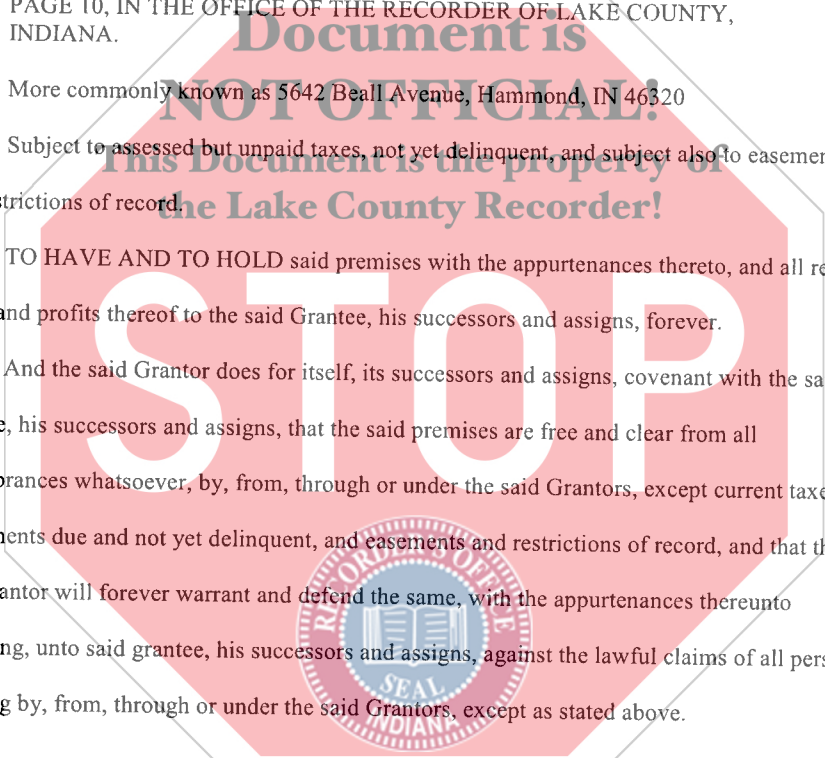 PAGE 10, IN THE OFFICE OF THE RECORDER OF LAKE COUNTY,
INDIANA.
Document is
NOT OFFICIAL!
More commonly known as 5642 Beall Avenue, Hammond, IN 46320
Subject to assessed but unpaid taxes, not yet delinquent, and subject also to easemen
This Document is the property of
the Lake County Recorder!
strictions of record.
TO HAVE AND TO HOLD said premises with the appurtenances thereto, and all re
STOP
and profits thereof to the said Grantee, his successors and assigns, forever.
And the said Grantor does for itself, its successors and assigns, covenant with the sa
e, his successors and assigns, that the said premises are free and clear from all
brances whatsoever, by, from, through or under the said Grantors, except current taxe
nents due and not yet delinquent, and easements and restrictions of record, and that th
antor will forever warrant and defend the same, with the appurtenances thereunto
ng, unto said grantee, his successors and assigns, against the lawful claims of all pers
g by, from, through or under the said Grantors, except as stated above.
RECORDER'S OFFICE
SEAL
INDIANA